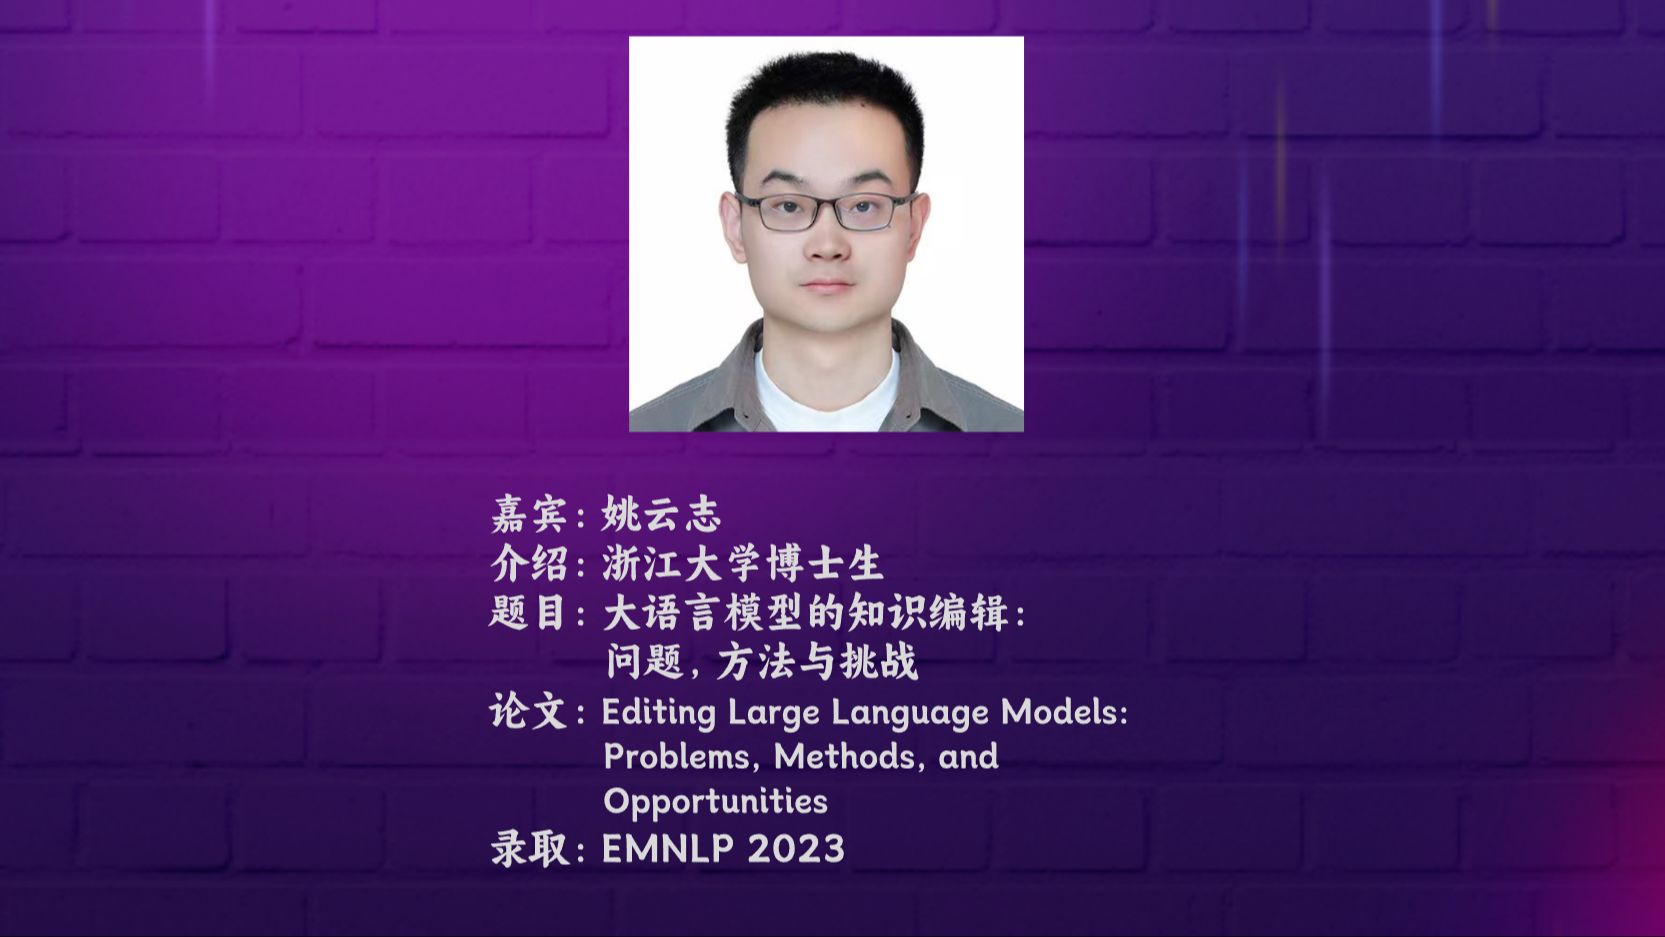 嘉宾：姚云志
介绍：浙江大学博士生
题目：大语言模型的知识编辑：
问题，方法与挑战
论文：Editing Large Language Models:
Problems, Methods, and
Opportunities
录取：EMNLP 2023